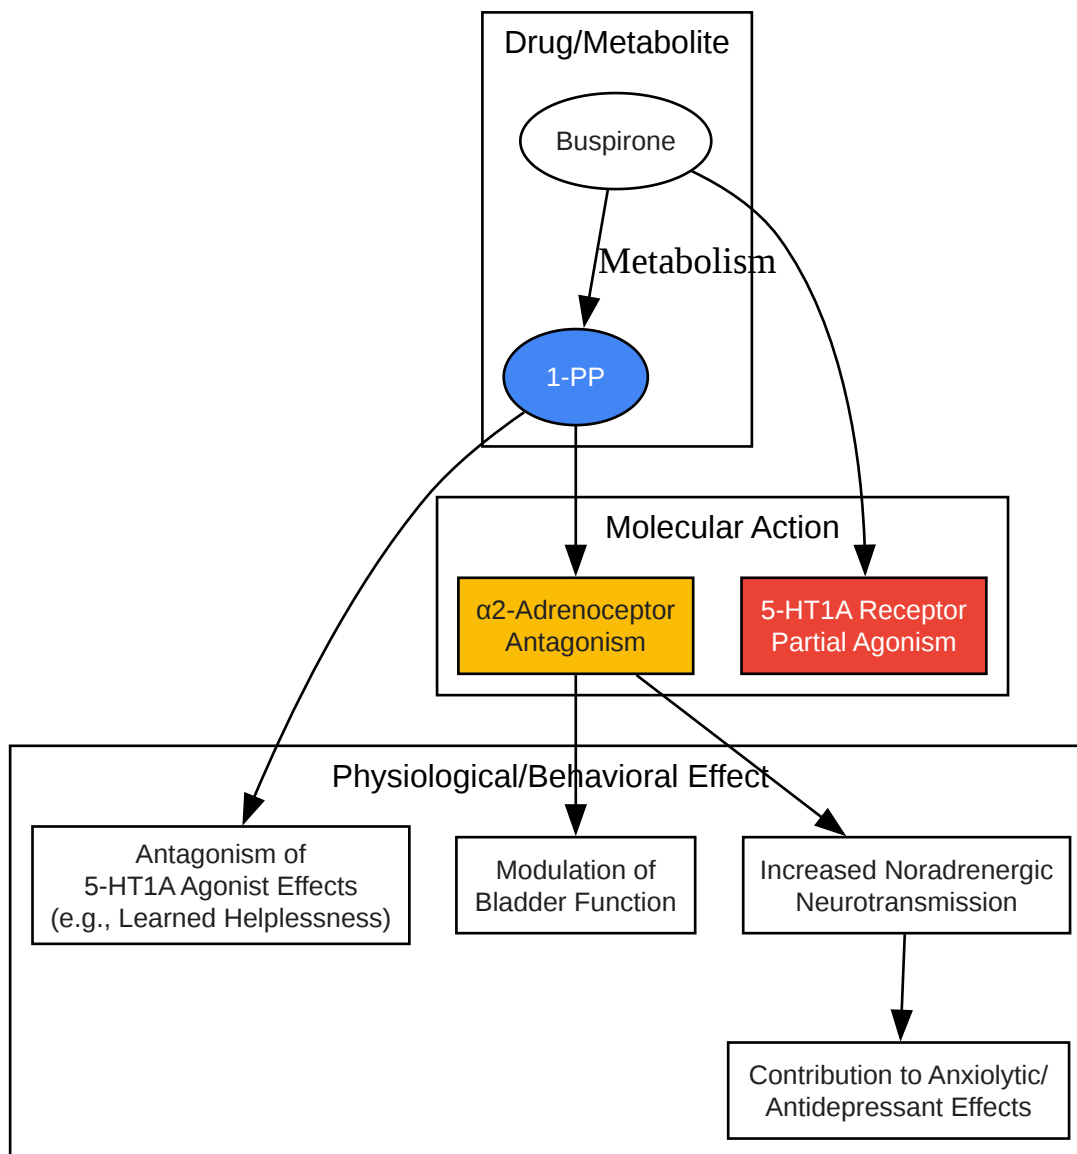 Drug/Metabolite
Buspirone
Metabolism
1-PP
Molecular Action
α2-Adrenoceptor
Antagonism
5-HT1A Receptor
Partial Agonism
Physiological/Behavioral Effect
Antagonism of
5-HT1A Agonist Effects
(e.g., Learned Helplessness)
Modulation of
Bladder Function
Increased Noradrenergic
Neurotransmission
Contribution to Anxiolytic/
Antidepressant Effects